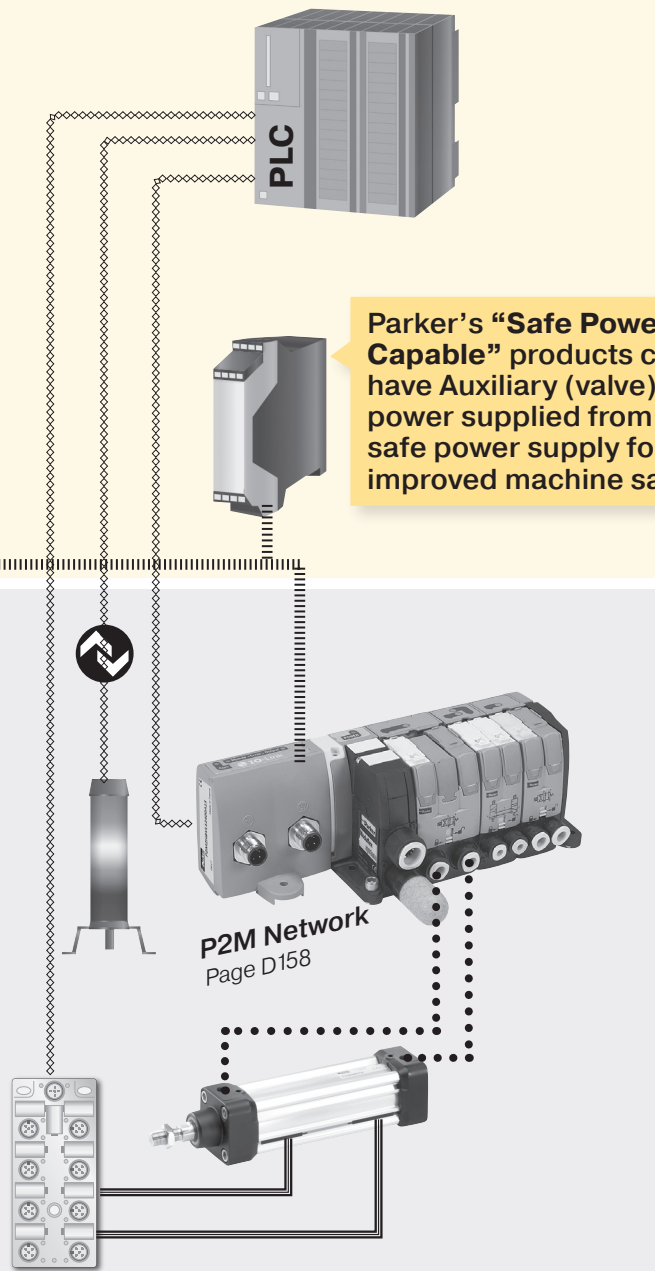 PLC
Parker’s “Safe Powe
Capable” products c
have Auxiliary (valve)
power supplied from
safe power supply fo
improved machine sa
P2M Network
Page D158